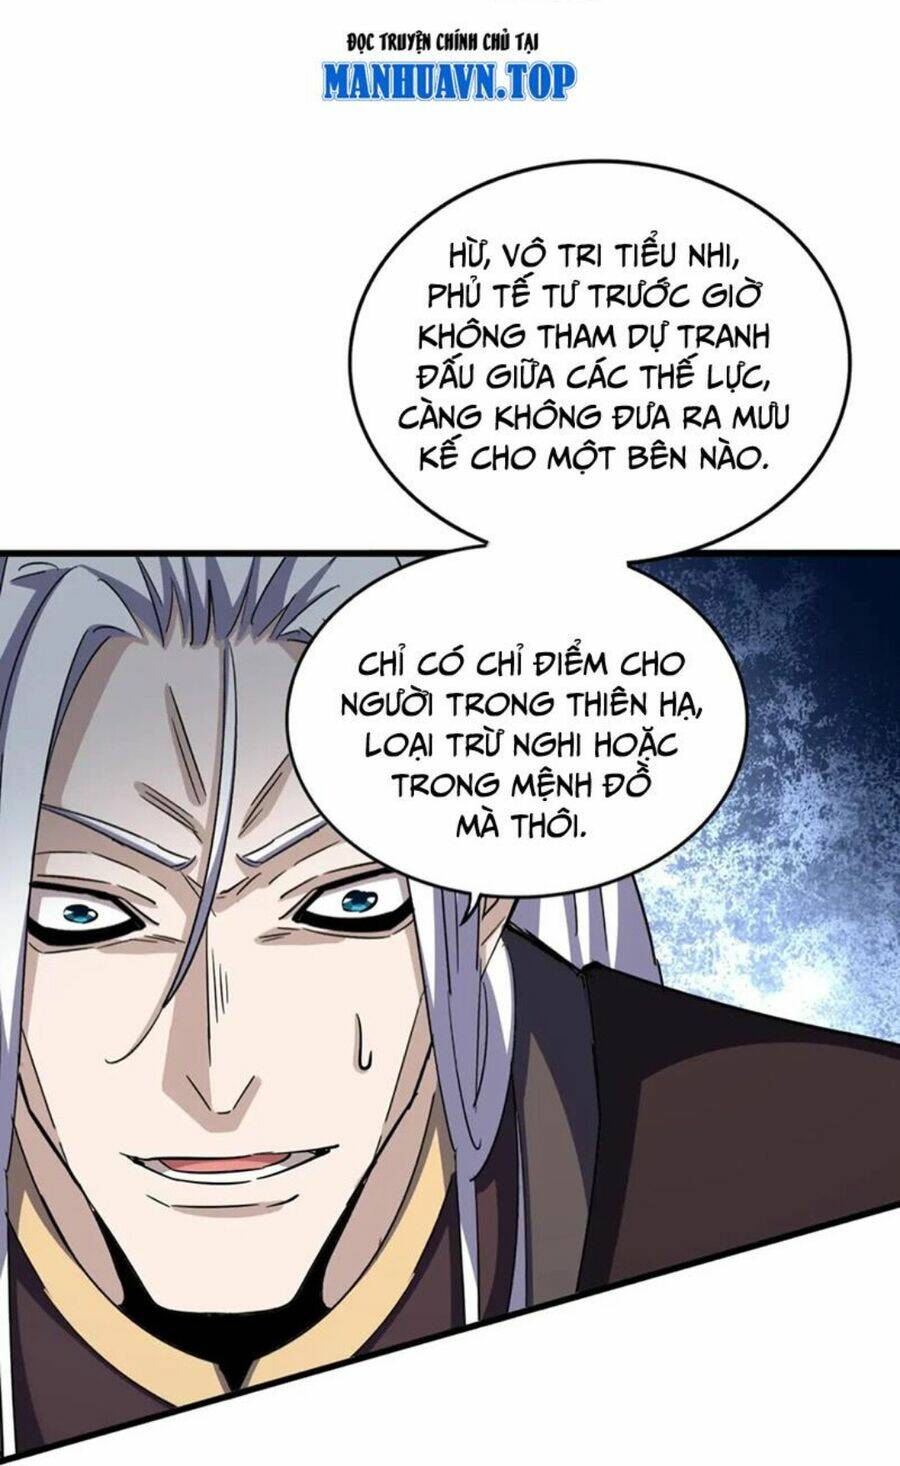 ĐỌC TRUYỆN CHÍNH CHỦ TẠI
MANHUAVN.TOP
HỪ, VÔ TRI TIỂU NHI,
PHỦ TẾ TƯ TRƯỚC GIỜ
KHÔNG THAM DỰ TRANH
ĐẤU GIỮA CÁC THẾ LỰC,
CÀNG KHÔNG ĐƯA RA MƯU
KẾ CHO MỘT BÊN NÀO.
CHỈ CÓ CHỈ ĐIỂM CHO
NGƯỜI TRONG THIÊN HẠ,
LOẠI TRỪ NGHI HOẶC
TRONG MỆNH ĐỒ
MÀ THÔI.